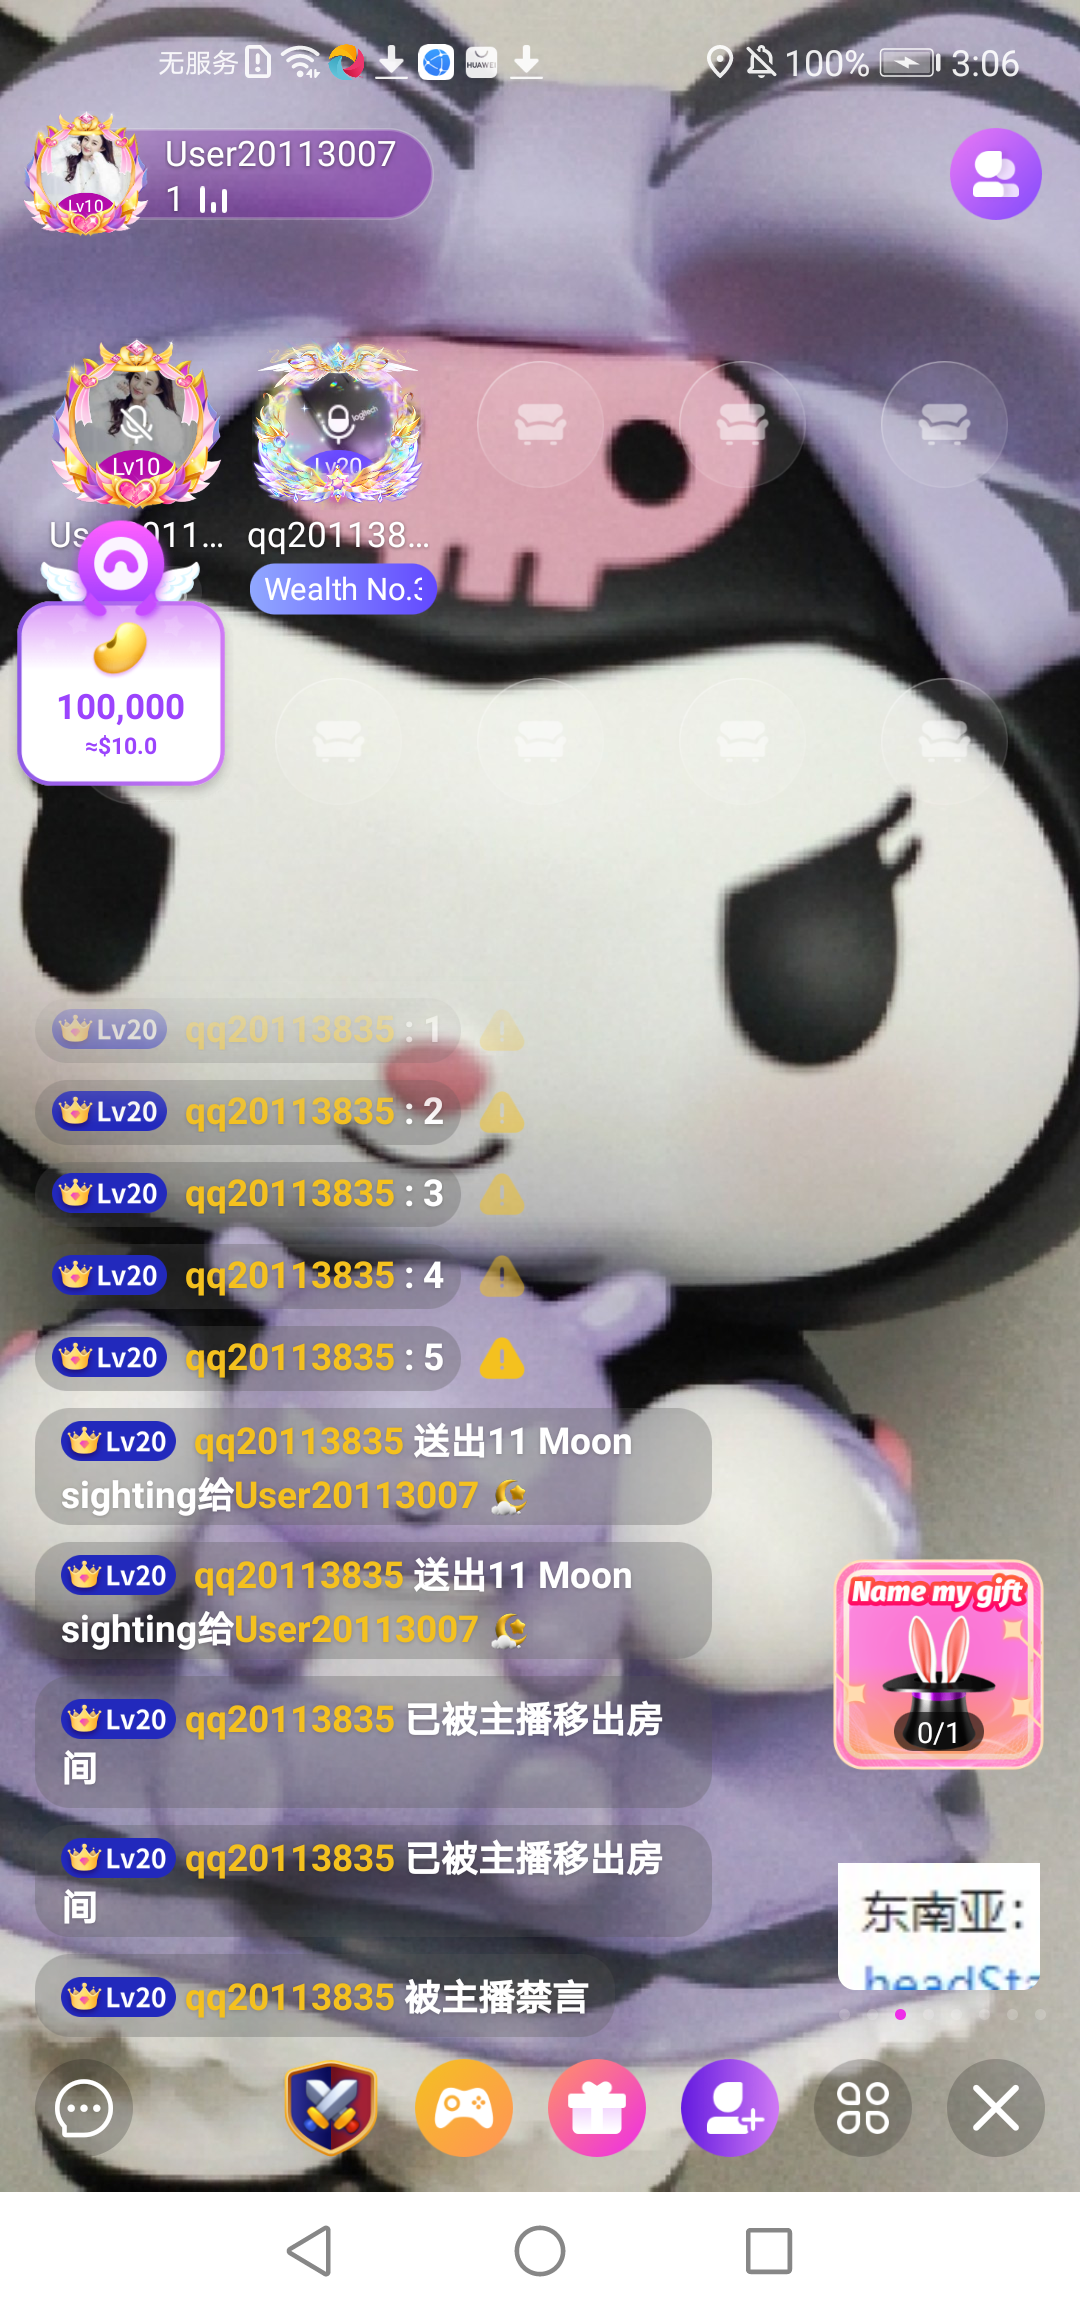 无服务 100% 3:06
HUAWEI
User20113007
Lv10
1
logitech
Lv10
Lv20
qq201138...
Wealth No.3
100,000
≈$10.0
Lv20 qq20113835 : 1
Lv20 qq20113835 : 2
Lv20 qq20113835 : 3
Lv20 qq20113835 : 4
Lv20 qq20113835 : 5
Lv20 qq20113835 送出11 Moon
sighting给User20113007
Lv20 qq20113835 送出11 Moon
sighting给User20113007
Name my gift
0/1
Lv20 qq20113835 已被主播移出房
间
Lv20 qq20113835 已被主播移出房
间
东南亚：
headSta
Lv20 qq20113835 被主播禁言